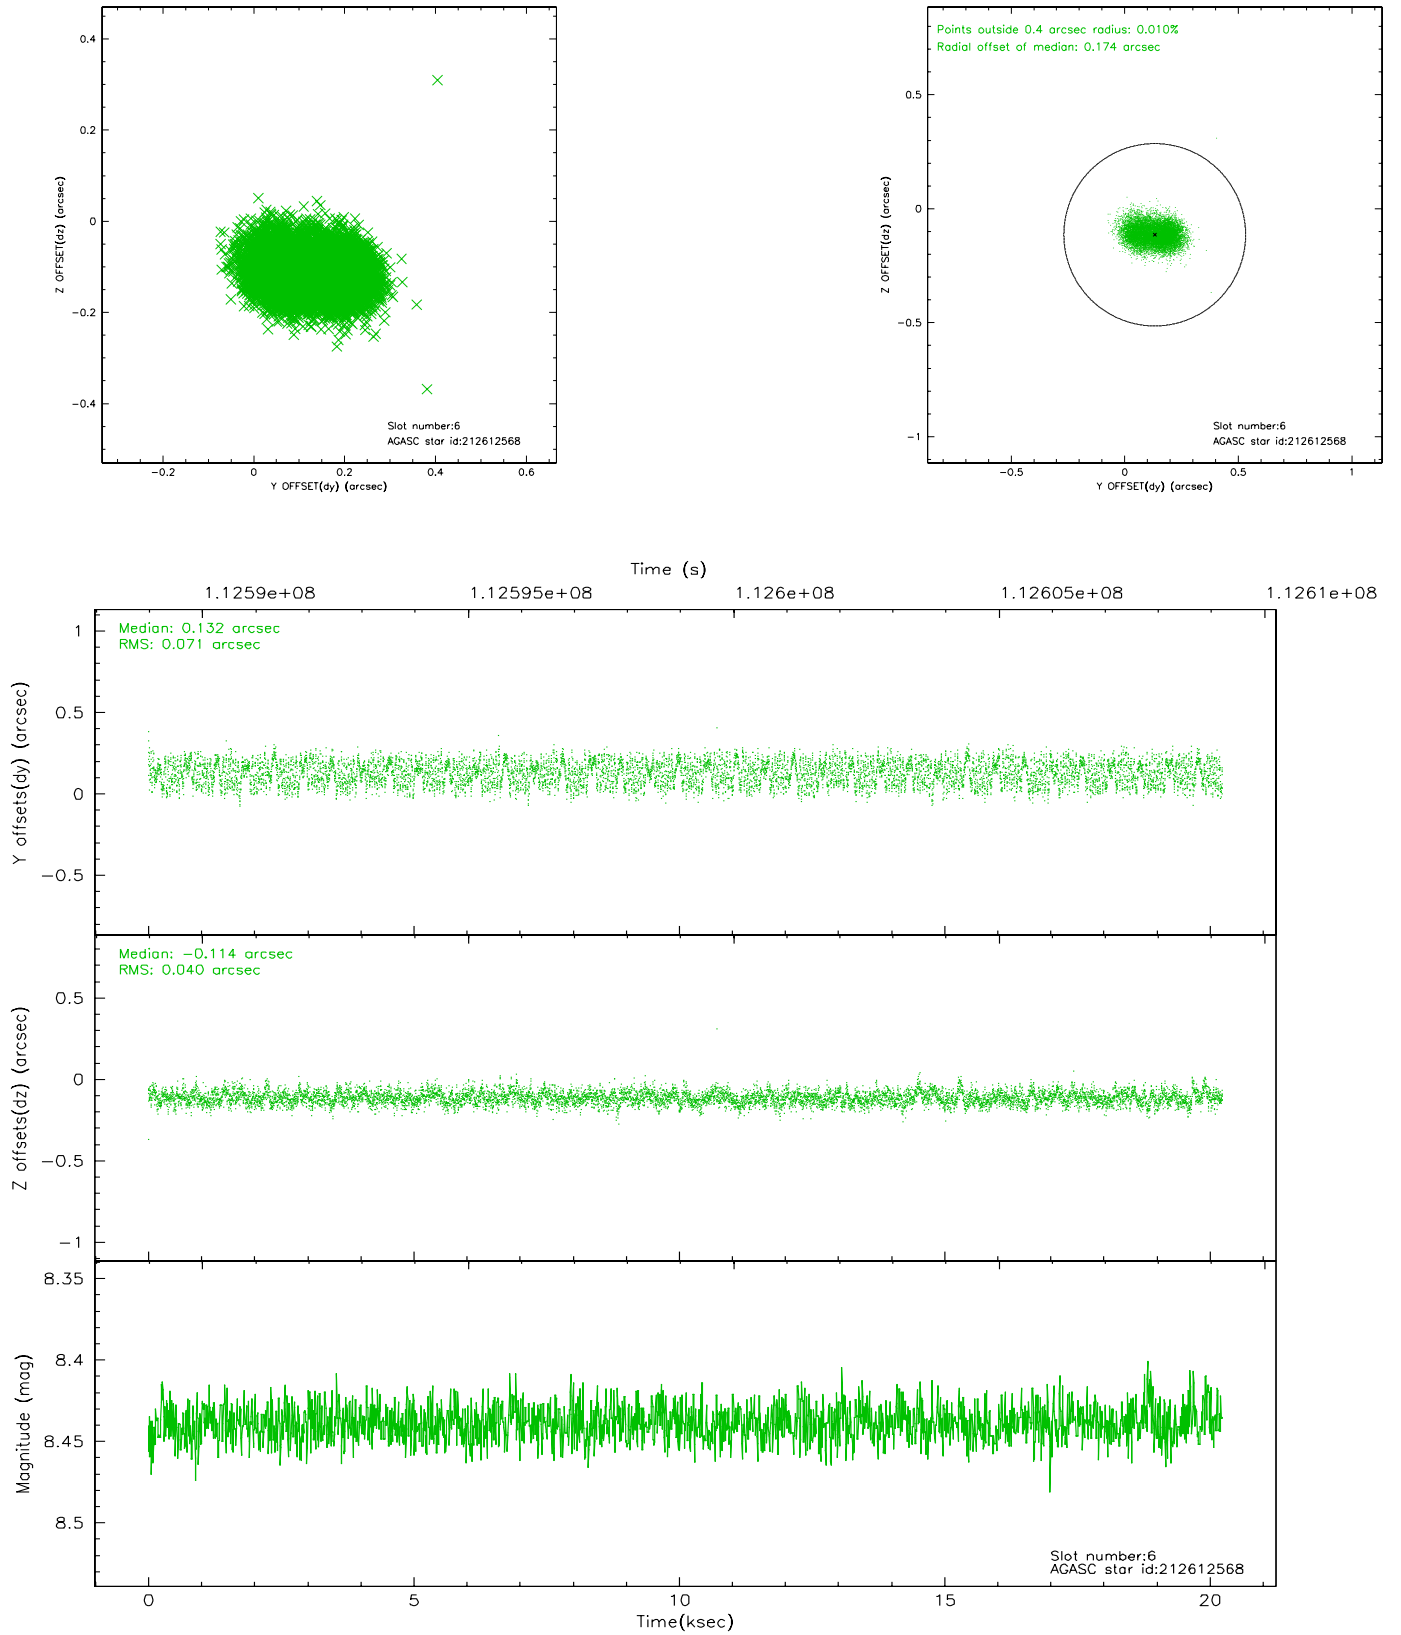 0.4
0.2
0
−0.2
−0.4
Z OFFSET(dz) (arcsec)
Slot number:6
AGASC star id:212612568
−0.2 0 0.2 0.4 0.6
Y OFFSET(dy) (arcsec)
Points outside 0.4 arcsec radius: 0.010%
Radial offset of median: 0.174 arcsec
0.5
0
−0.5
−1
Z OFFSET(dz) (arcsec)
Slot number:6
AGASC star id:212612568
−0.5 0 0.5 1
Y OFFSET(dy) (arcsec)
Time (s)
1.1259e+08 1.12595e+08 1.126e+08 1.12605e+08 1.1261e+08
Median: 0.132 arcsec
RMS: 0.071 arcsec
1
0.5
0
−0.5
Y offsets(dy) (arcsec)
Median: −0.114 arcsec
RMS: 0.040 arcsec
0.5
0
−0.5
−1
Z offsets(dz) (arcsec)
8.35
8.4
8.45
8.5
Magnitude (mag)
Slot number:6
AGASC star id:212612568
0 5 10 15 20
Time(ksec)